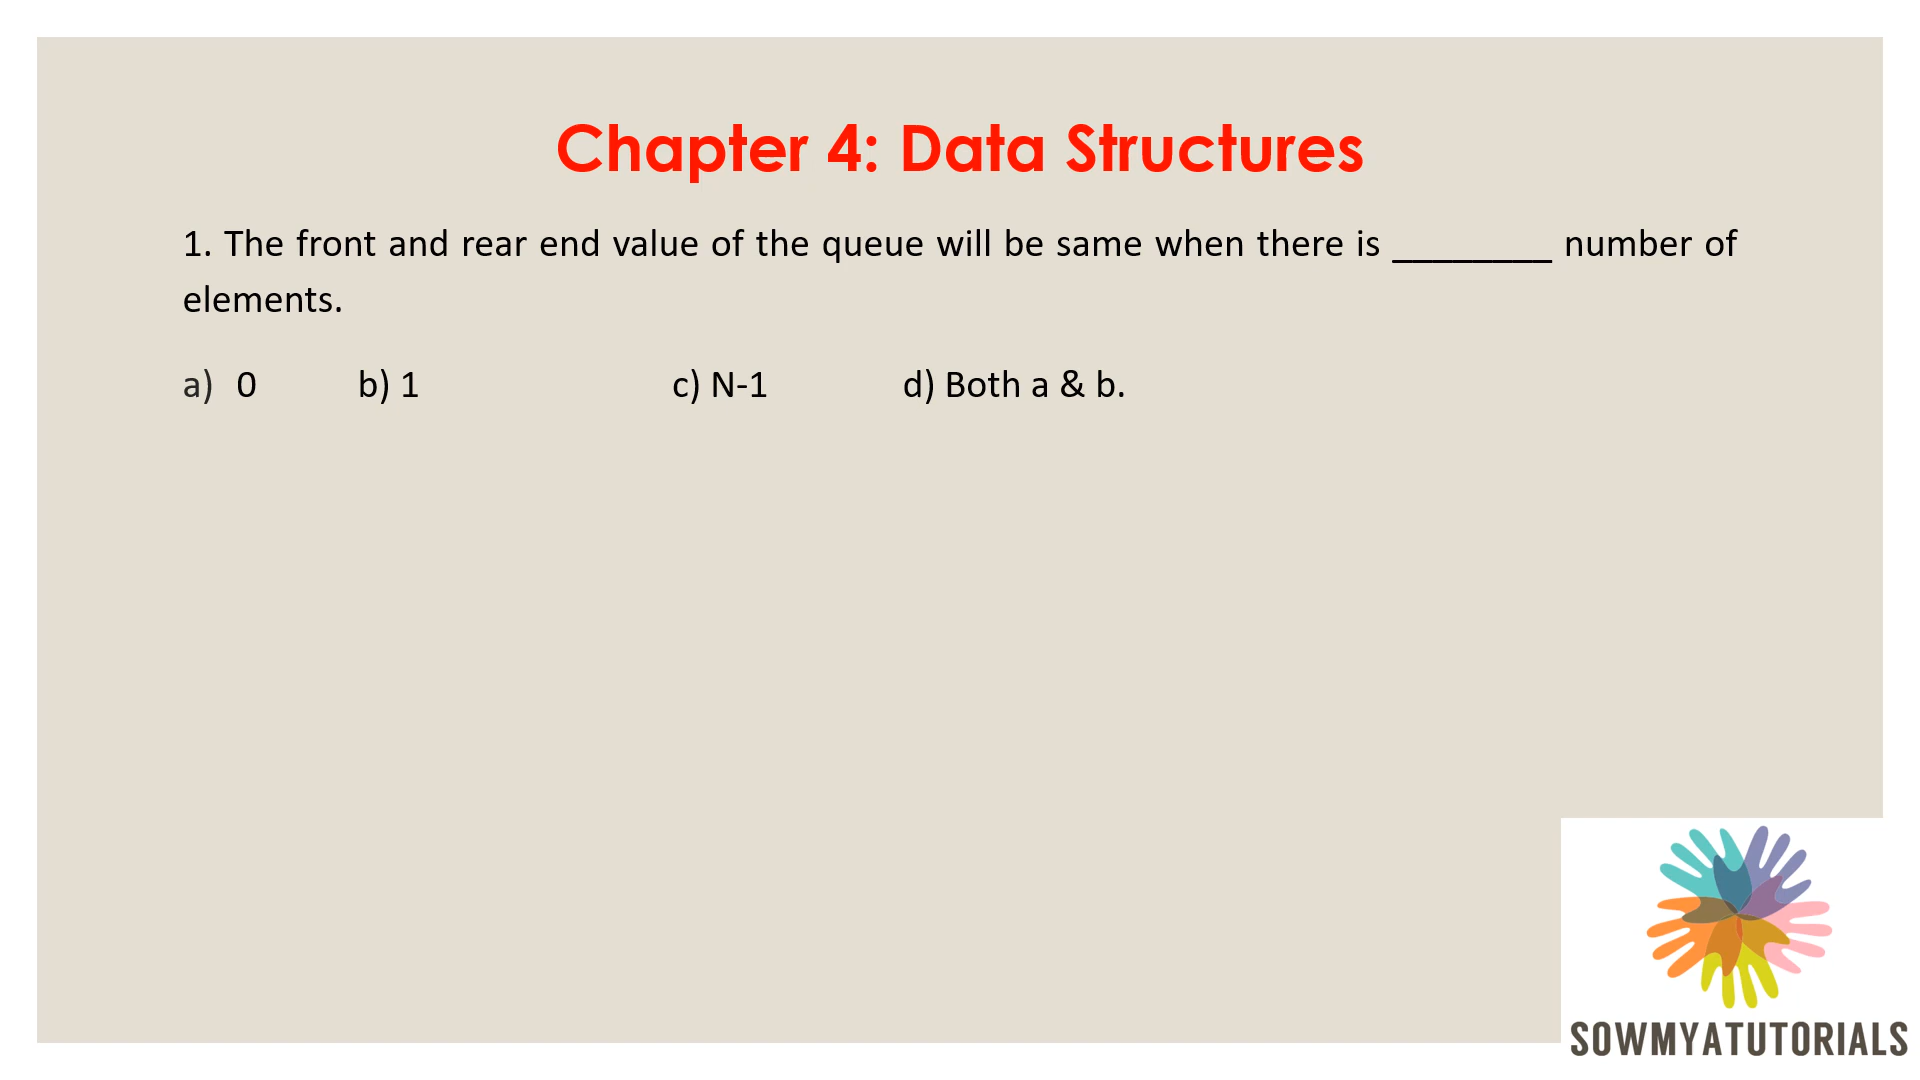 Chapter 4: Data Structures
1. The front and rear end value of the queue will be same when there is ________ number of
elements.
a) 0 b) 1 c) N-1 d) Both a & b.
SOWMYATUTORIALS